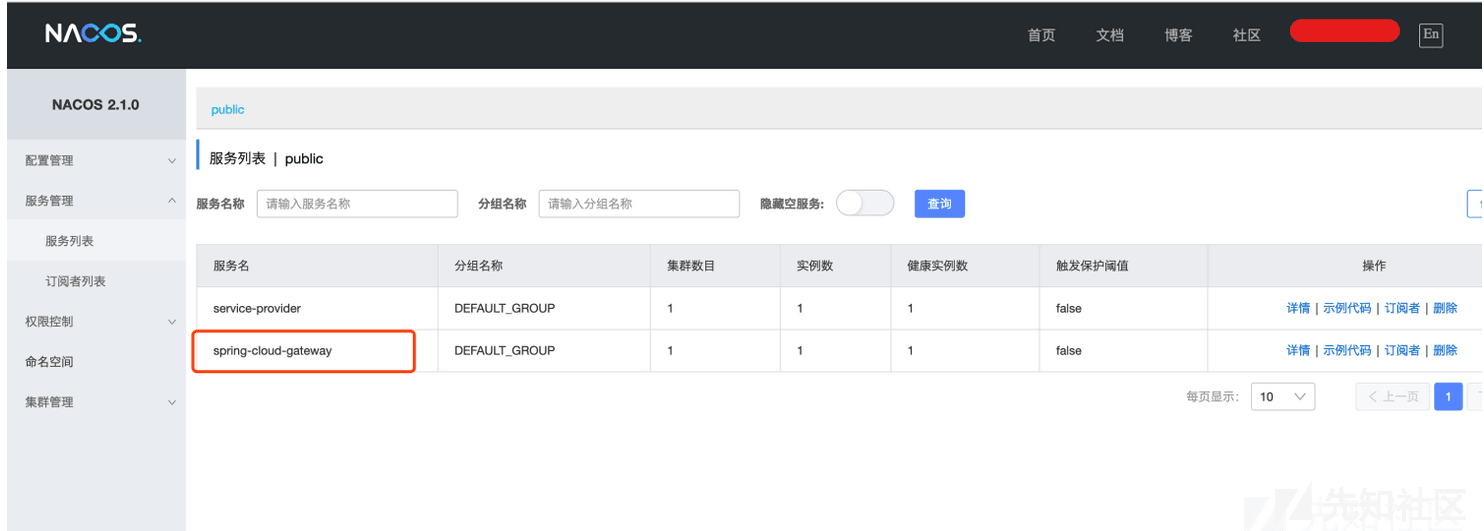 NACOS.
首页 文档 博客 社区 En
NACOS 2.1.0
public
配置管理
服务管理
服务列表
订阅者列表
权限控制
命名空间
集群管理
服务列表 | public
服务名称 请输入服务名称 分组名称 请输入分组名称 隐藏空服务: 查询
服务名 分组名称 集群数目 实例数 健康实例数 触发保护阈值 操作
service-provider DEFAULT_GROUP 1 1 1 false 详情 | 示例代码 | 订阅者 | 删除
spring-cloud-gateway DEFAULT_GROUP 1 1 1 false 详情 | 示例代码 | 订阅者 | 删除
每页显示: 10 < 上一页 1
先知社区